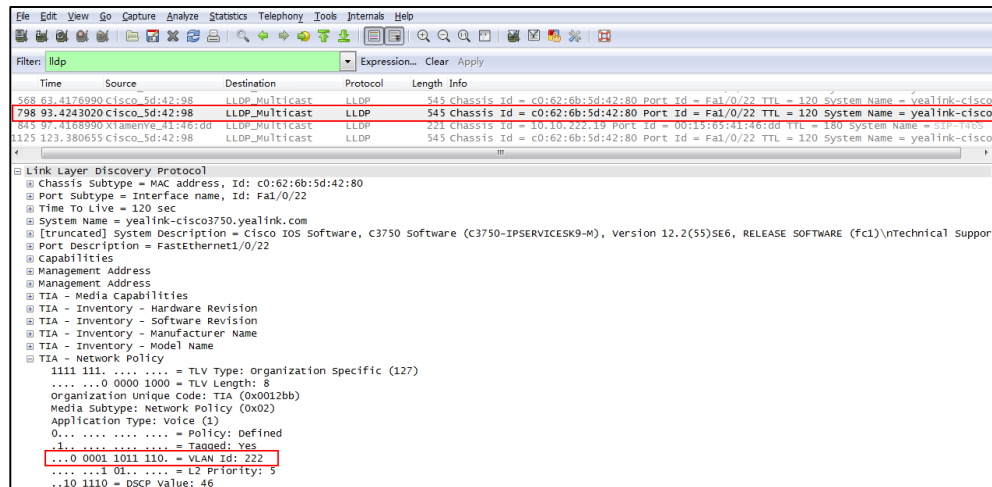 File Edit View Go Capture Analyze Statistics Telephony Tools Internals Help
Filter: lldp Expression... Clear Apply
Time Source Destination Protocol Length Info
568 63.4176990 Cisco_5d:42:98 LLDP_Multicast LLDP 545 Chassis Id = c0:62:6b:5d:42:80 Port Id = Fa1/0/22 TTL = 120 System Name = yealink-cisco
798 93.4243020 Cisco_5d:42:98 LLDP_Multicast LLDP 545 Chassis Id = c0:62:6b:5d:42:80 Port Id = Fa1/0/22 TTL = 120 System Name = yealink-cisco
845 97.4168990 XiamenYe_41:46:dd LLDP_Multicast LLDP 221 Chassis Id = 10.10.222.19 Port Id = 00:15:65:41:46:dd TTL = 180 System Name = SIP-T46S
1125 123.380655 Cisco_5d:42:98 LLDP_Multicast LLDP 545 Chassis Id = c0:62:6b:5d:42:80 Port Id = Fa1/0/22 TTL = 120 System Name = yealink-cisco
Link Layer Discovery Protocol
Chassis Subtype = MAC address, Id: c0:62:6b:5d:42:80
Port Subtype = Interface name, Id: Fa1/0/22
Time To Live = 120 sec
System Name = yealink-cisco3750.yealink.com
[truncated] System Description = Cisco IOS Software, C3750 Software (C3750-IPSERVICESK9-M), Version 12.2(55)SE6, RELEASE SOFTWARE (fc1)\nTechnical Suppor
Port Description = FastEthernet1/0/22
Capabilities
Management Address
Management Address
TIA - Media Capabilities
TIA - Inventory - Hardware Revision
TIA - Inventory - Software Revision
TIA - Inventory - Manufacturer Name
TIA - Inventory - Model Name
TIA - Network Policy
1111 111. .... .... = TLV Type: Organization Specific (127)
.... ...0 0000 1000 = TLV Length: 8
Organization Unique Code: TIA (0x0012bb)
Media Subtype: Network Policy (0x02)
Application Type: Voice (1)
0... .... .... .... = Policy: Defined
.1.. .... .... .... = Tagged: Yes
...0 0001 1011 110. = VLAN Id: 222
.... ...1 01.. .... = L2 Priority: 5
..10 1110 = DSCP Value: 46